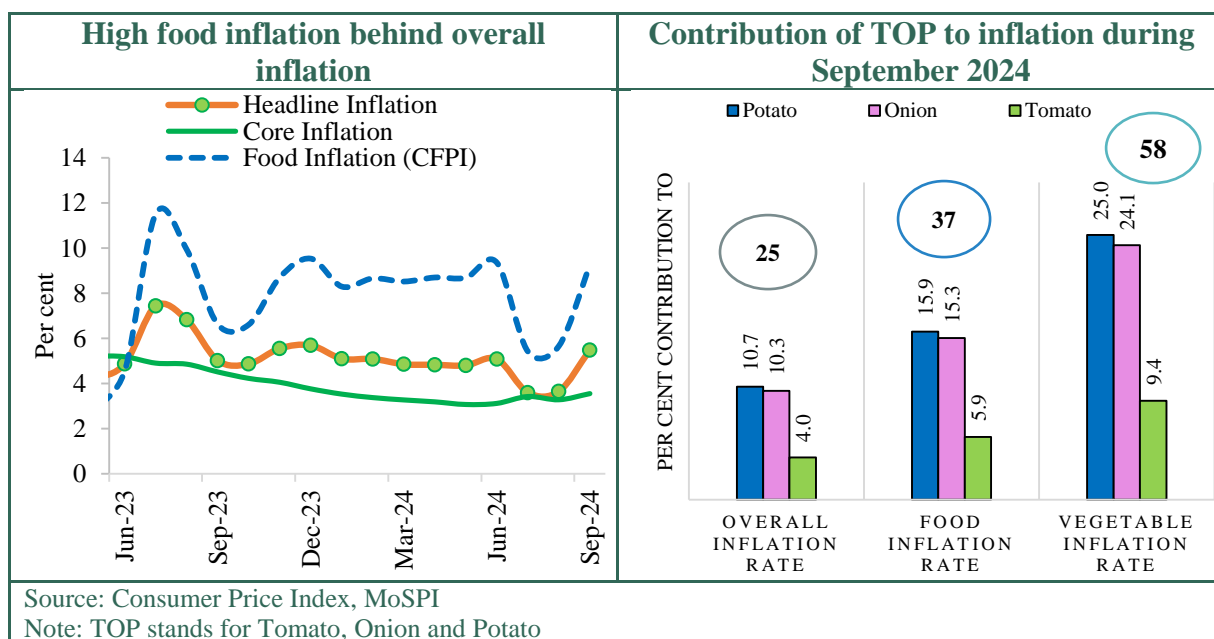 High food inflation behind overall
inflation
Contribution of TOP to inflation during
September 2024
Headline Inflation
Core Inflation
Food Inflation (CFPI)
Per cent
14
12
10
8
6
4
2
0
Jun-23
Sep-23
Dec-23
Mar-24
Jun-24
Sep-24
Potato
Onion
Tomato
PER CENT CONTRIBUTION TO
25
37
58
10.7
10.3
4.0
15.9
15.3
5.9
25.0
24.1
9.4
OVERALL
INFLATION
RATE
FOOD
INFLATION
RATE
VEGETABLE
INFLATION
RATE
Source: Consumer Price Index, MoSPI
Note: TOP stands for Tomato, Onion and Potato